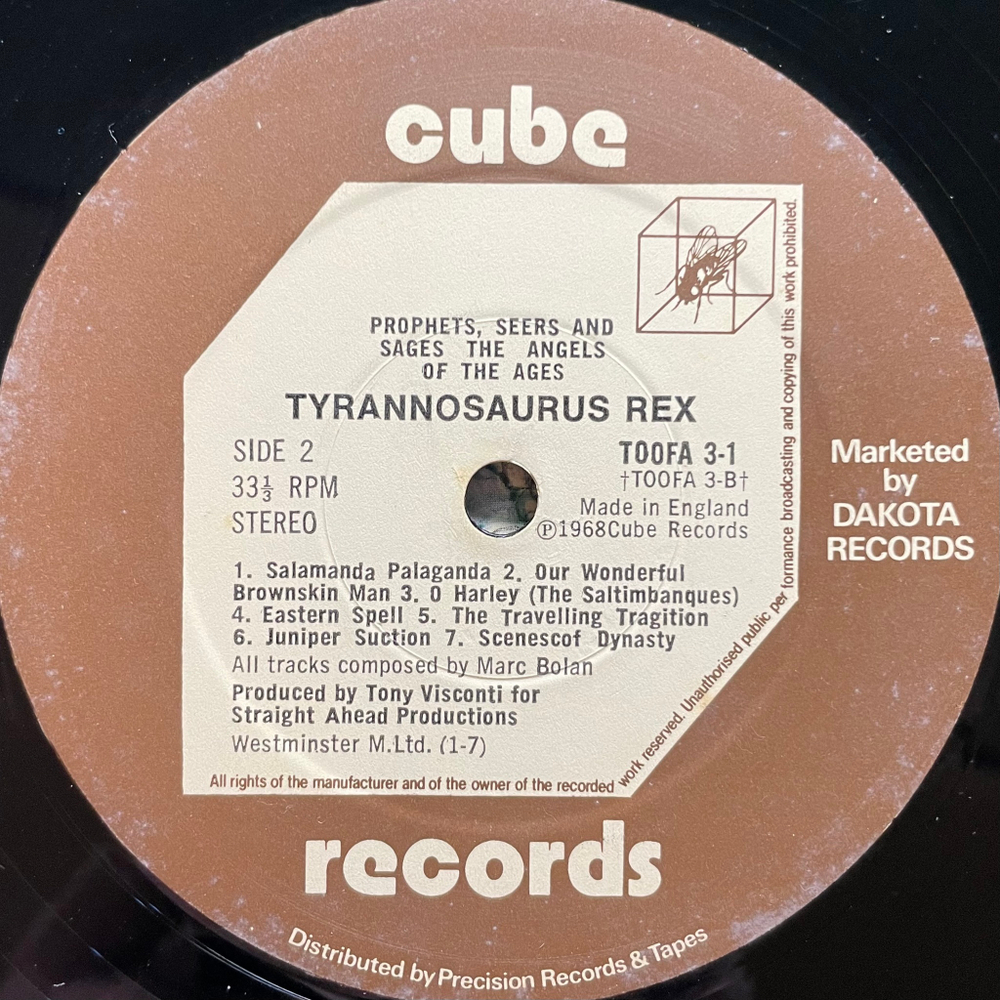 cube
PROPHETS, SEERS AND
SAGES THE ANGELS
OF THE AGES
TYRANNOSAURUS REX
SIDE 2
33⅓ RPM
STEREO
TOOFA 3-1
†TOOFA 3-B†
Made in England
Ⓟ1968Cube Records
1. Salamanda Palaganda 2. Our Wonderful
Brownskin Man 3. O Harley (The Saltimbanques)
4. Eastern Spell 5. The Travelling Tragition
6. Juniper Suction 7. Scenescof Dynasty
All tracks composed by Marc Bolan
Produced by Tony Visconti for
Straight Ahead Productions
Westminster M.Ltd. (1-7)
All rights of the manufacturer and of the owner of the recorded work reserved. Unauthorised public per formance broadcasting and copying of this work prohibited.
Marketed
by
DAKOTA
RECORDS
records
Distributed by Precision Records & Tapes